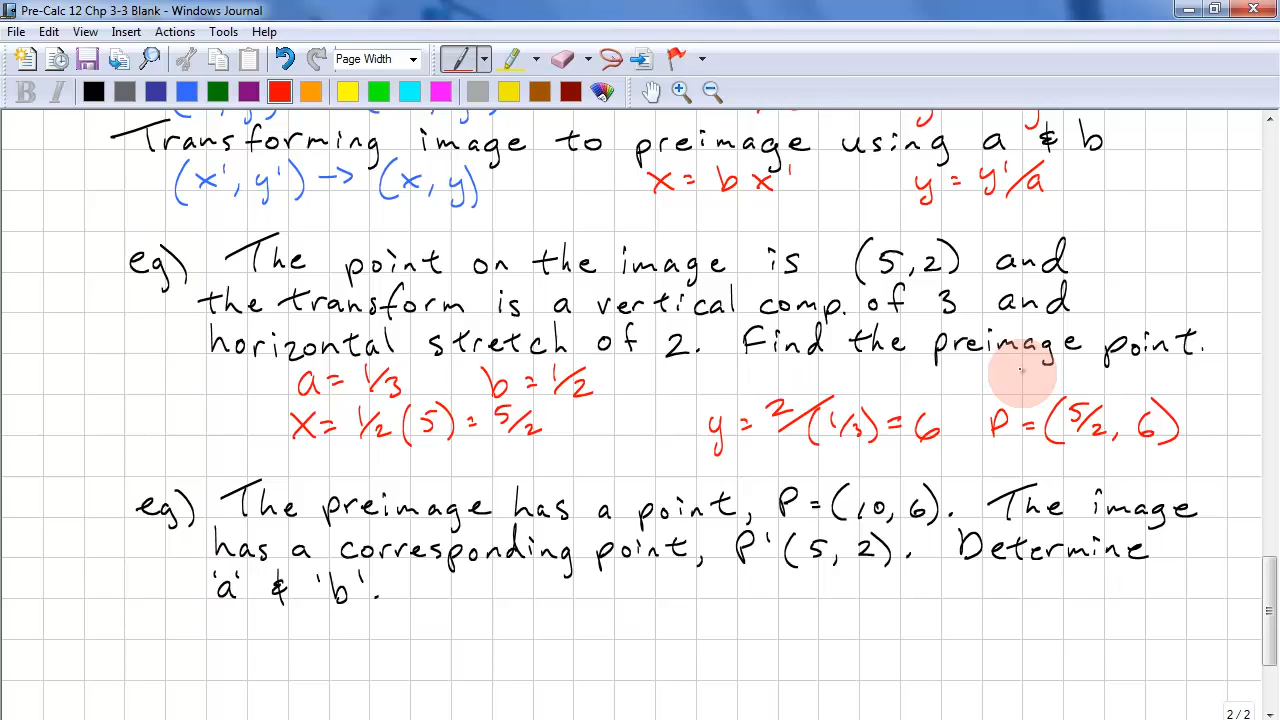 Pre-Calc 12 Chp 3-3 Blank - Windows Journal
File Edit View Insert Actions Tools Help
Page Width
B I
Transforming image to preimage using a & b
(x', y') → (x, y) x = b x' y = y'/a
eg) The point on the image is (5,2) and
the transform is a vertical comp. of 3 and
horizontal stretch of 2. Find the preimage point.
a = 1/3 b = 1/2
x = 1/2 (5) = 5/2 y = 2/(1/3) = 6 P = (5/2, 6)
eg) The preimage has a point, P = (10, 6). The image
has a corresponding point, P' (5, 2). Determine
'a' & 'b'.
2 / 2